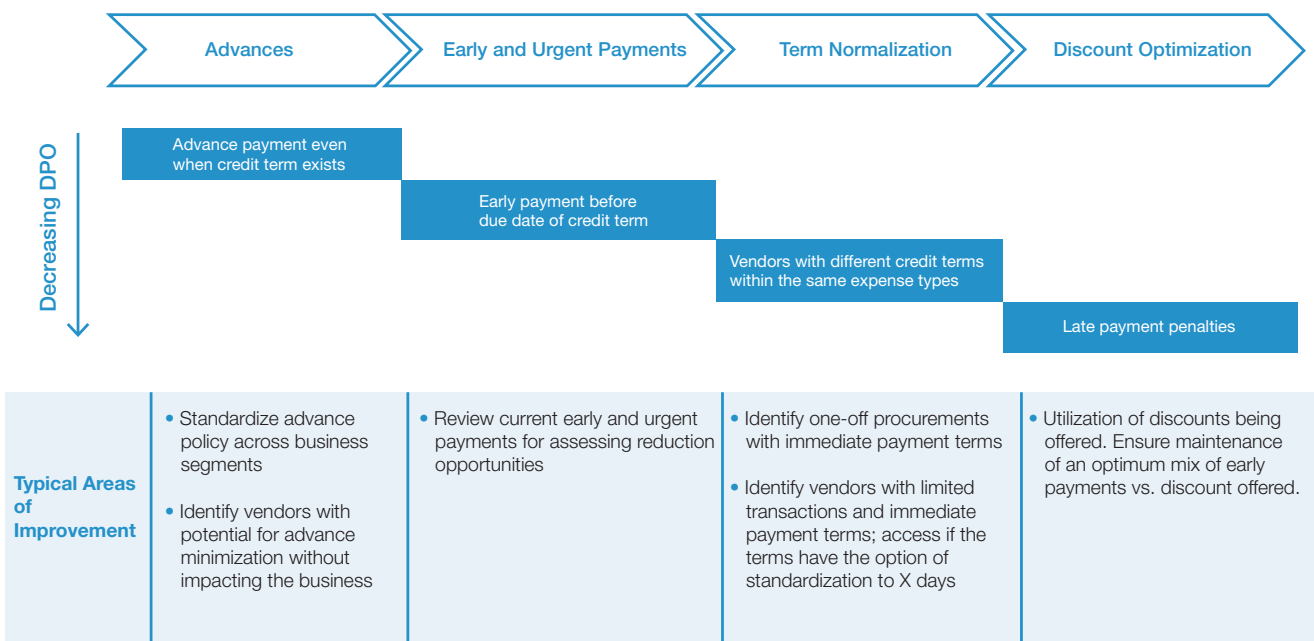 Advances
Early and Urgent Payments
Term Normalization
Discount Optimization
Decreasing DPO
Advance payment even
when credit term exists
Early payment before
due date of credit term
Vendors with different credit terms
within the same expense types
Late payment penalties
Typical Areas
of
Improvement
• Standardize advance
policy across business
segments
• Identify vendors with
potential for advance
minimization without
impacting the business
• Review current early and urgent
payments for assessing reduction
opportunities
• Identify one-off procurements
with immediate payment terms
• Identify vendors with limited
transactions and immediate
payment terms; access if the
terms have the option of
standardization to X days
• Utilization of discounts being
offered. Ensure maintenance
of an optimum mix of early
payments vs. discount offered.